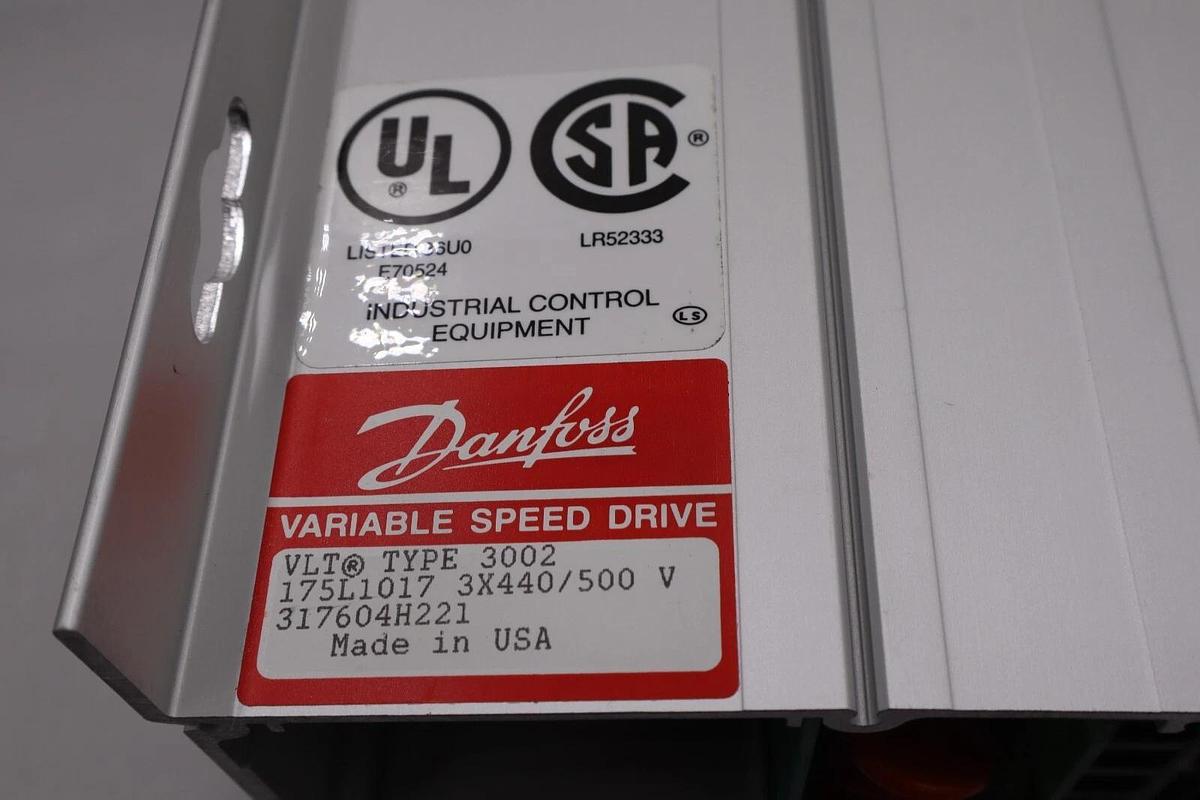 UL ®
SA ®
LR52333
E70524
INDUSTRIAL CONTROL
EQUIPMENT
LS
Danfoss
VARIABLE SPEED DRIVE
VLT® TYPE 3002
175L1017 3X440/500 V
317604H221
Made in USA